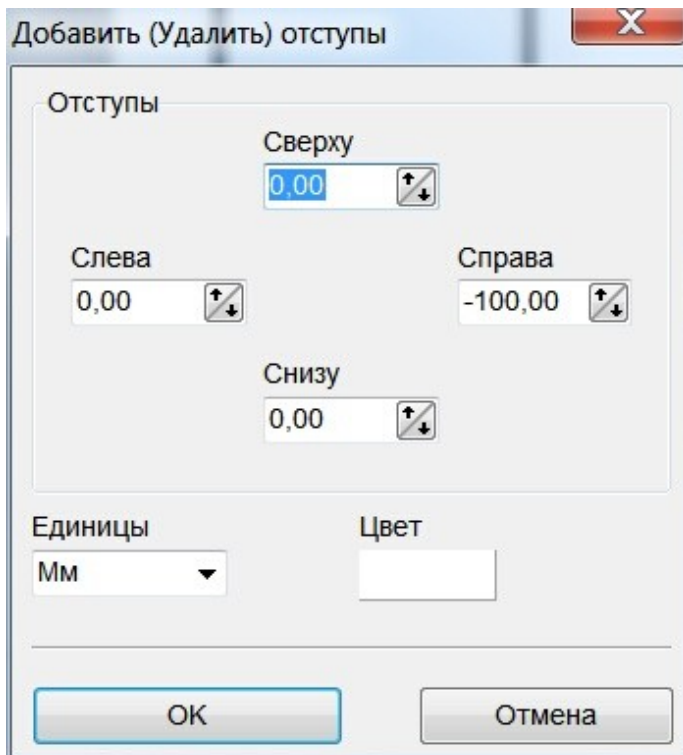 Добавить (Удалить) отступы
Отступы
Сверху
0,00
Слева
Справа
0,00
-100,00
Снизу
0,00
Единицы
Цвет
Мм
OK
Отмена